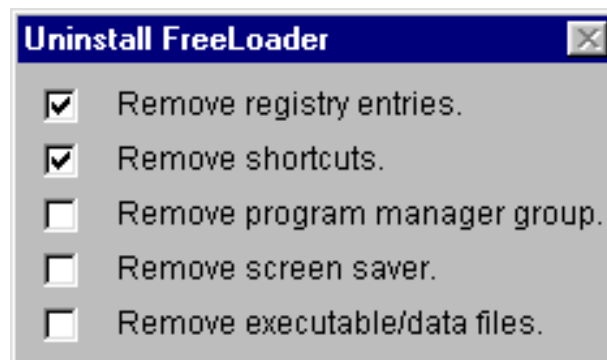 Uninstall FreeLoader
Remove registry entries.
Remove shortcuts.
Remove program manager group.
Remove screen saver.
Remove executable/data files.